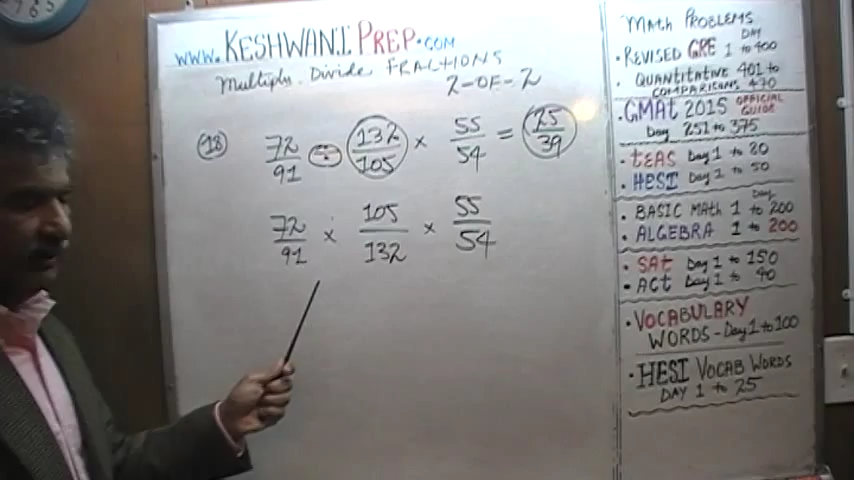 www.KESHWANIPREP.COM
Multiply Divide FRACTIONS
2-OF-2
18 72/91 ÷ 132/105 × 55/54 = 25/39
72/91 × 105/132 × 55/54
MATH PROBLEMS
DAY
• REVISED GRE 1 to 400
• QUANTITATIVE 401 to
COMPARISONS 470
GMAT 2015 OFFICIAL GUIDE
Day 251 to 375
• TEAS Day 1 to 80
• HESI Day 1 to 50
Day
• BASIC MATH 1 to 200
• ALGEBRA 1 to 200
• SAT Day 1 to 150
• ACT Day 1 to 90
• VOCABULARY
WORDS - Day 1 to 100
• HESI VOCAB WORDS
DAY 1 to 25